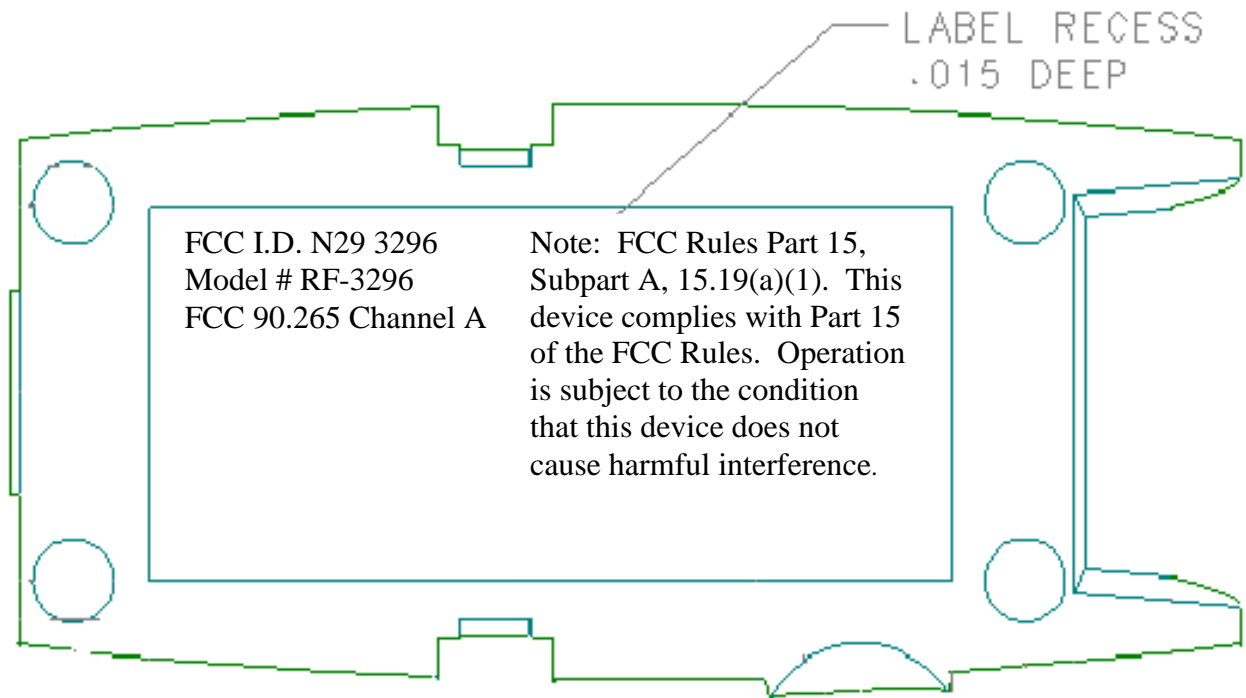 LABEL RECESS
.015 DEEP
FCC I.D. N29 3296
Model # RF-3296
FCC 90.265 Channel A
Note:  FCC Rules Part 15,
Subpart A, 15.19(a)(1).  This
device complies with Part 15
of the FCC Rules.  Operation
is subject to the condition
that this device does not
cause harmful interference.